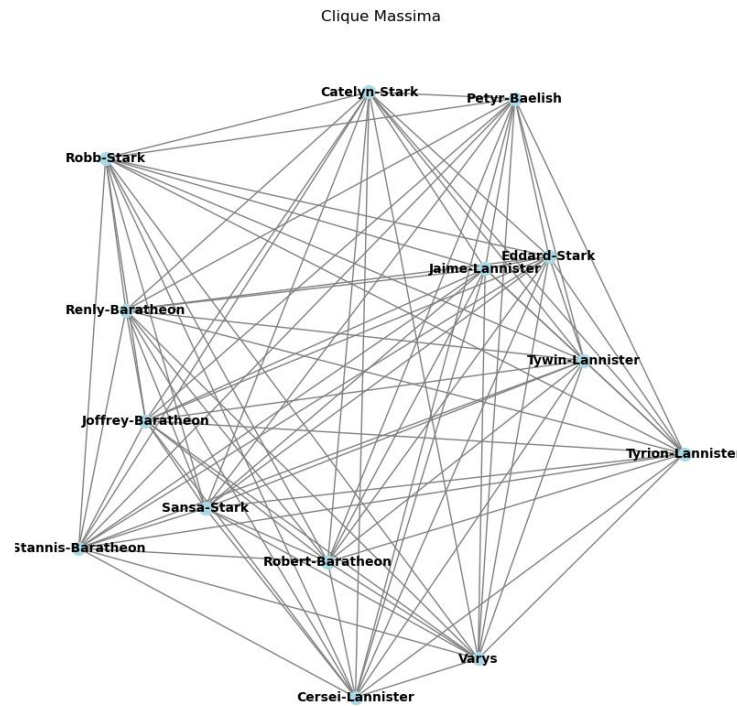 Clique Massima
Catelyn-Stark
Petyr-Baelish
Robb-Stark
Eddard-Stark
Jaime-Lannister
Renly-Baratheon
Tywin-Lannister
Joffrey-Baratheon
Tyrion-Lannister
Sansa-Stark
Stannis-Baratheon
Robert-Baratheon
Varys
Cersei-Lannister